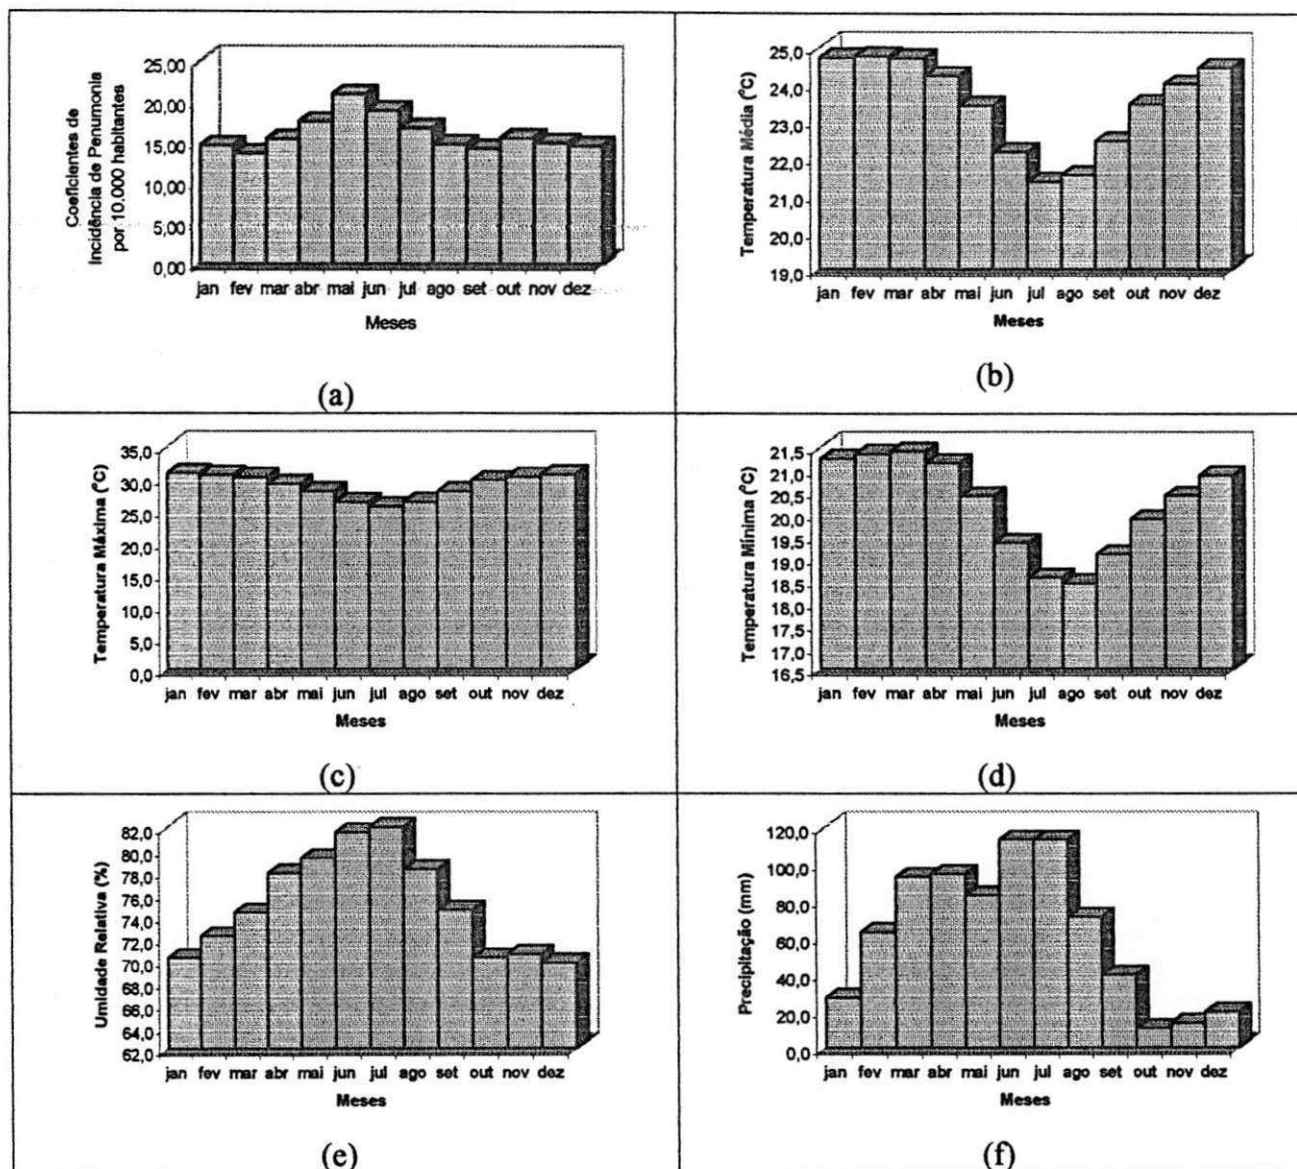 Coeficientes de
Incidência de Penumonia
por 10.000 habitantes
25,00
20,00
15,00
10,00
5,00
0,00
jan fev mar abr mai jun jul ago set out nov dez
Meses
(a)
Temperatura Média (°C)
25,0
24,0
23,0
22,0
21,0
20,0
19,0
jan fev mar abr mai jun jul ago set out nov dez
Meses
(b)
Temperatura Máxima (°C)
35,0
30,0
25,0
20,0
15,0
10,0
5,0
0,0
jan fev mar abr mai jun jul ago set out nov dez
Meses
(c)
Temperatura Mínima (°C)
21,5
21,0
20,5
20,0
19,5
19,0
18,5
18,0
17,5
17,0
16,5
jan fev mar abr mai jun jul ago set out nov dez
Meses
(d)
Umidade Relativa (%)
82,0
80,0
78,0
76,0
74,0
72,0
70,0
68,0
66,0
64,0
62,0
jan fev mar abr mai jun jul ago set out nov dez
Meses
(e)
Precipitação (mm)
120,0
100,0
80,0
60,0
40,0
20,0
0,0
jan fev mar abr mai jun jul ago set out nov dez
Meses
(f)